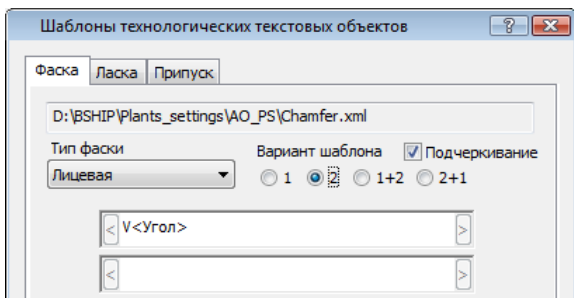 Шаблоны технологических текстовых объектов
Фаска Ласка Припуск
D:\BSHIP\Plants_settings\AO_PS\Chamfer.xml
Тип фаски Вариант шаблона Подчеркивание
Лицевая 1 2 1+2 2+1
< V<Угол> >
< >